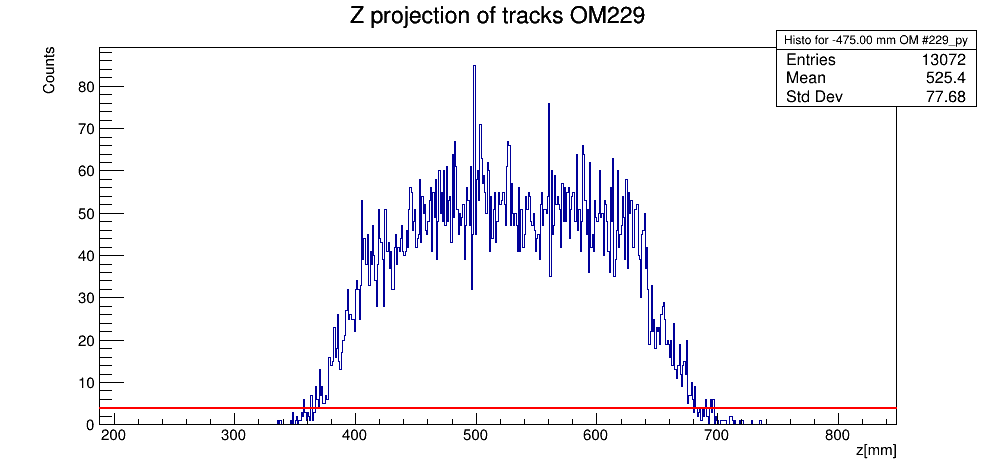 Z projection of tracks OM229
Histo for -475.00 mm OM #229_py
Entries 13072
Mean 525.4
Std Dev 77.68
Counts
80
70
60
50
40
30
20
10
0
200 300 400 500 600 700 800
z[mm]